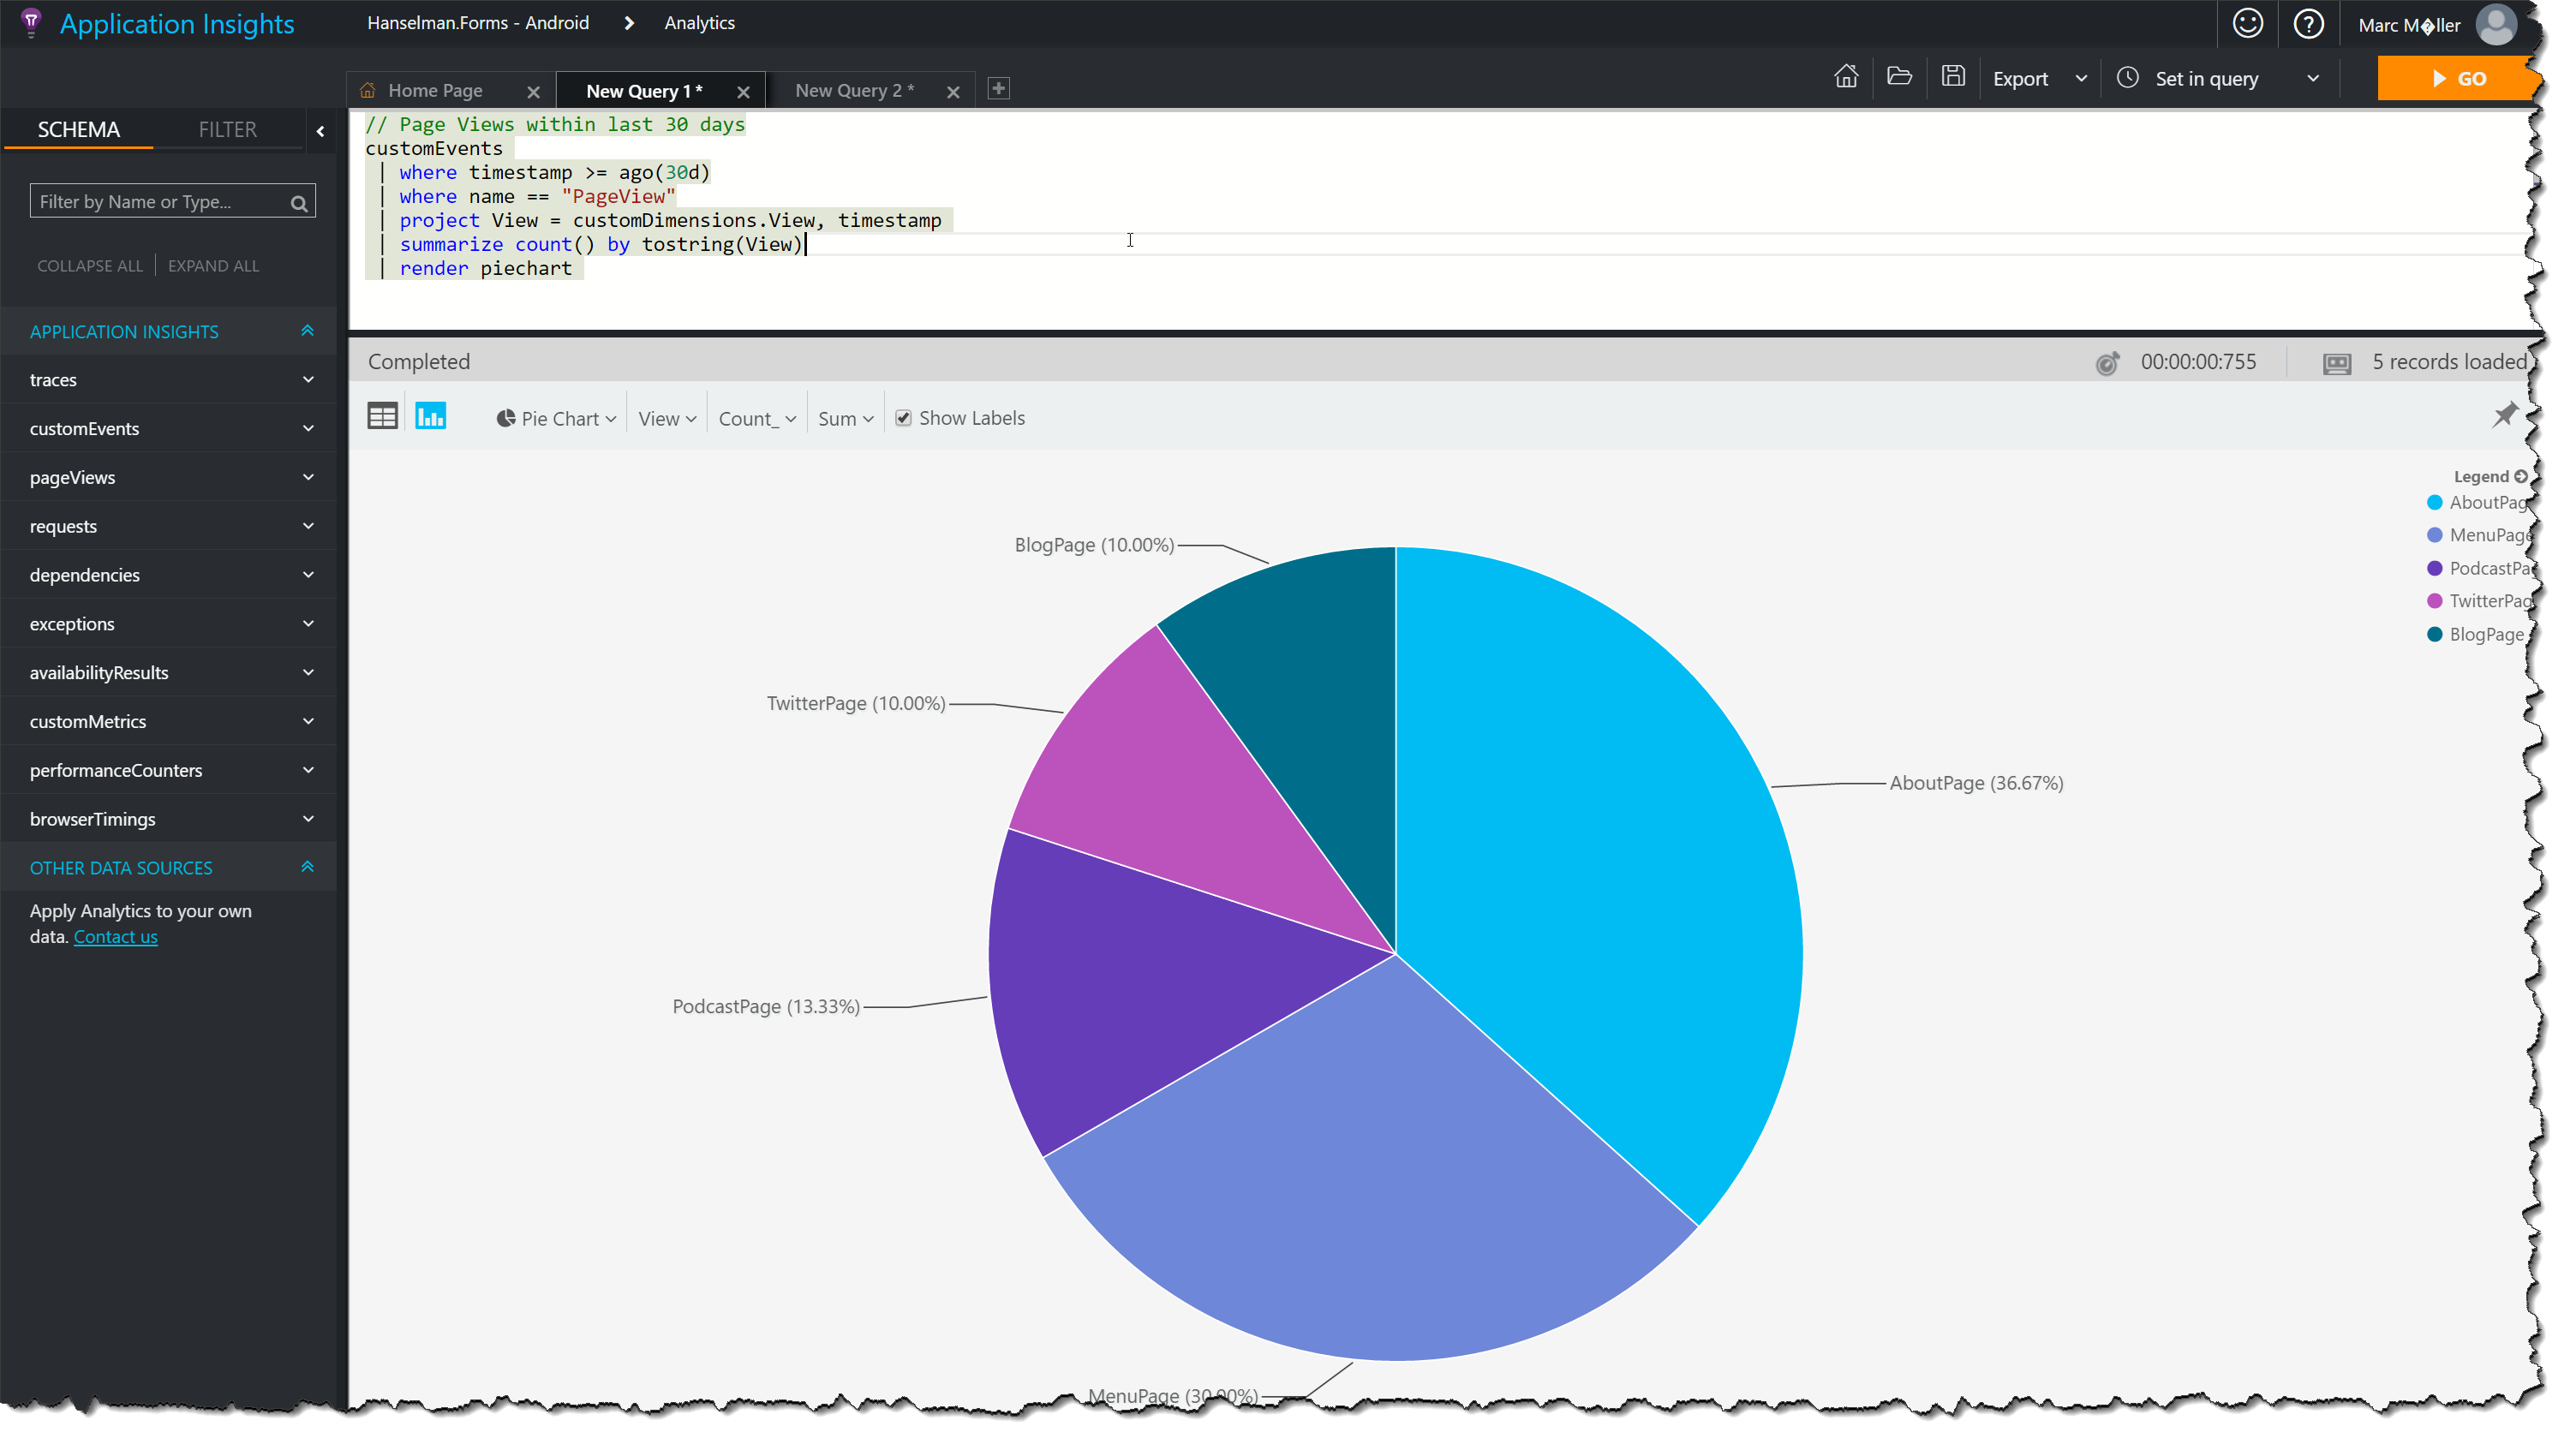 Application Insights
Hanselman.Forms - Android
Analytics
Marc M�ller
Home Page
New Query 1 *
New Query 2 *
Export
Set in query
GO
SCHEMA
FILTER
Filter by Name or Type...
COLLAPSE ALL
EXPAND ALL
APPLICATION INSIGHTS
traces
customEvents
pageViews
requests
dependencies
exceptions
availabilityResults
customMetrics
performanceCounters
browserTimings
OTHER DATA SOURCES
Apply Analytics to your own
data. Contact us
// Page Views within last 30 days
customEvents
| where timestamp >= ago(30d)
| where name == "PageView"
| project View = customDimensions.View, timestamp
| summarize count() by tostring(View)
| render piechart
Completed
00:00:00:755
5 records loaded
Pie Chart
View
Count_
Sum
Show Labels
Legend
AboutPag
MenuPage
PodcastPa
TwitterPag
BlogPage
BlogPage (10.00%)
TwitterPage (10.00%)
AboutPage (36.67%)
PodcastPage (13.33%)
MenuPage (30.00%)